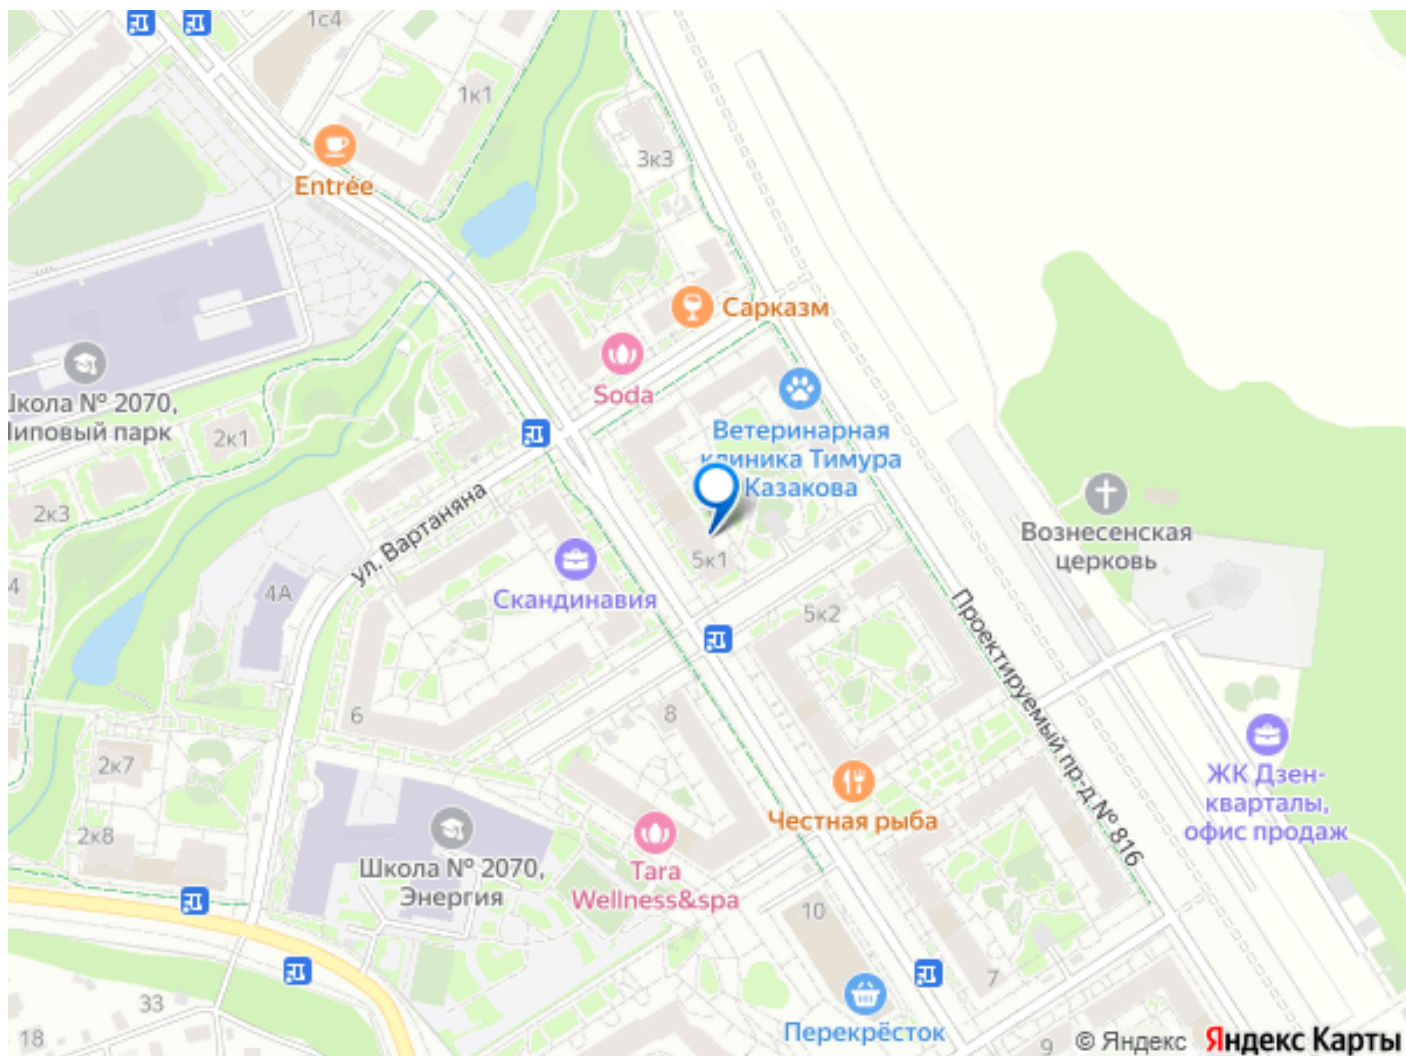 1с4
1к1
Entrée
3к3
Сарказм
Soda
Школа № 2070,
Липовый парк
2к1
Ветеринарная
клиника Тимура
Казакова
2к3
ул. Вартаняна
Вознесенская
церковь
5к1
4
4А
Скандинавия
5к2
Проектируемый пр-д № 816
6
8
2к7
ЖК Дзен-
кварталы,
офис продаж
Честная рыба
2к8
Школа № 2070,
Энергия
Tara
Wellness&spa
10
7
33
18
Перекрёсток
9
© Яндекс Яндекс Карты